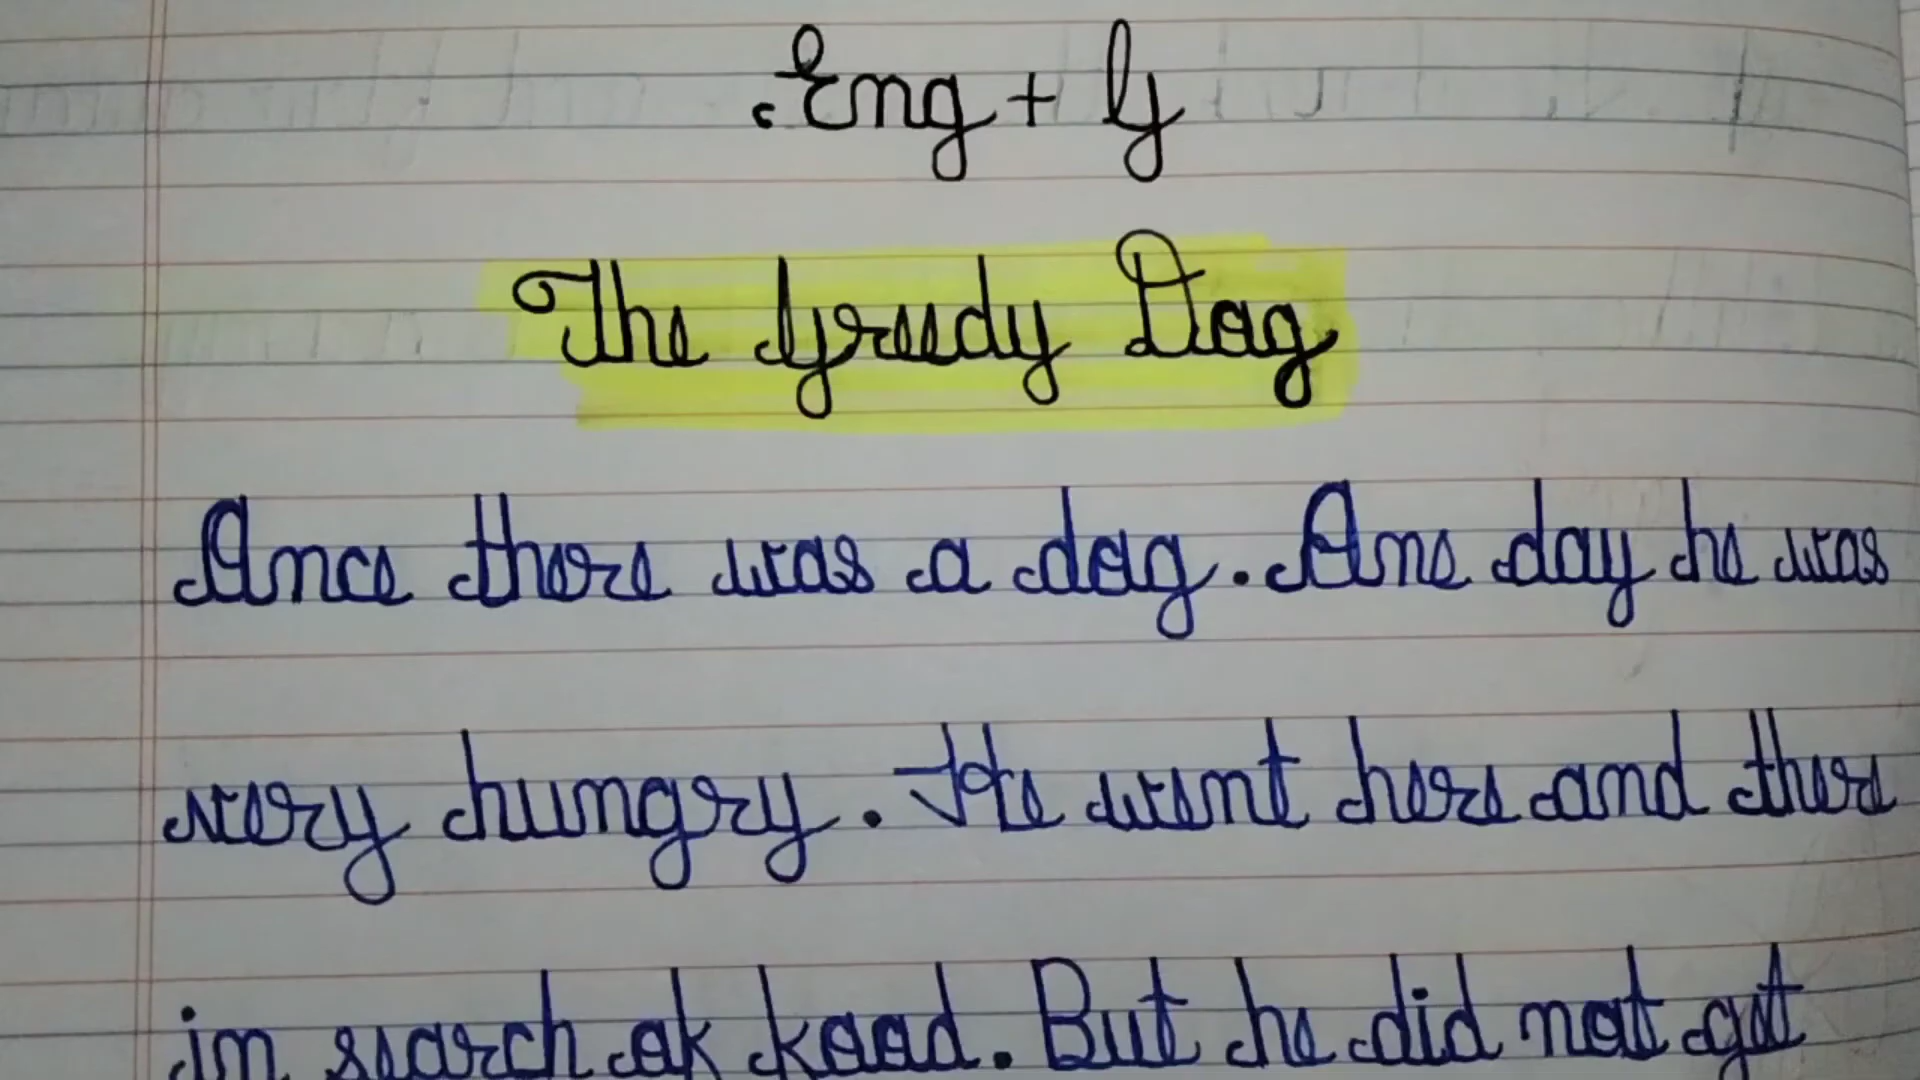 Eng + G
The Greedy Dog
Once there was a dog. One day he was
very hungry. He went here and there
in search of food. But he did not get